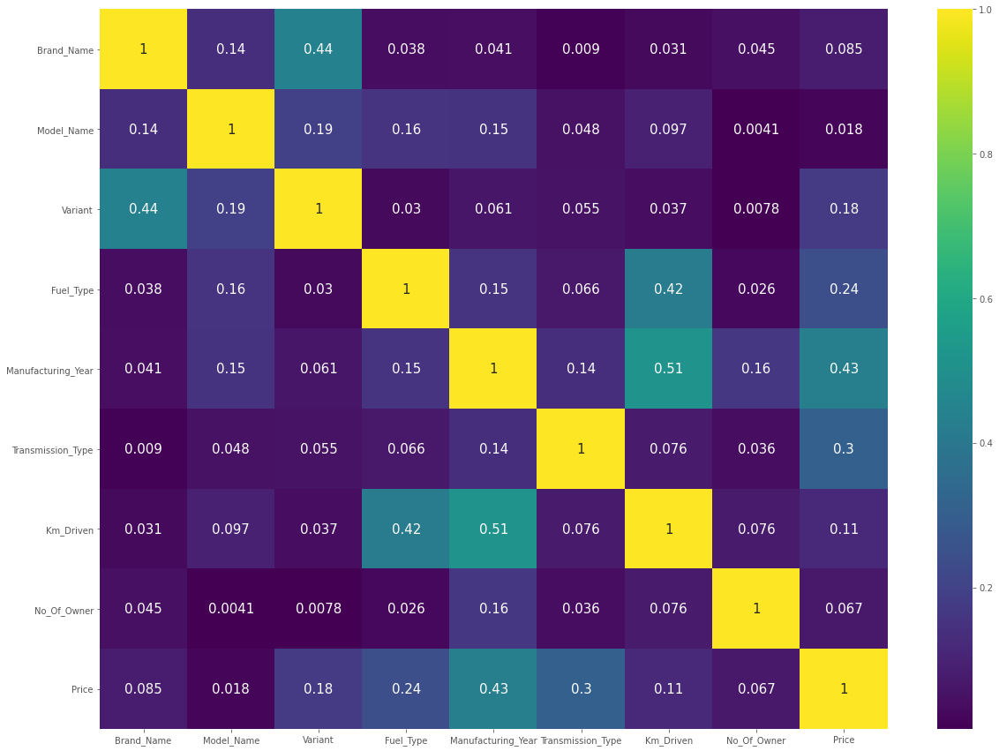 1.0
Brand_Name 1 0.14 0.44 0.038 0.041 0.009 0.031 0.045 0.085
Model_Name 0.14 1 0.19 0.16 0.15 0.048 0.097 0.0041 0.018
0.8
Variant 0.44 0.19 1 0.03 0.061 0.055 0.037 0.0078 0.18
Fuel_Type 0.038 0.16 0.03 1 0.15 0.066 0.42 0.026 0.24
0.6
Manufacturing_Year 0.041 0.15 0.061 0.15 1 0.14 0.51 0.16 0.43
0.4
Transmission_Type 0.009 0.048 0.055 0.066 0.14 1 0.076 0.036 0.3
Km_Driven 0.031 0.097 0.037 0.42 0.51 0.076 1 0.076 0.11
0.2
No_Of_Owner 0.045 0.0041 0.0078 0.026 0.16 0.036 0.076 1 0.067
Price 0.085 0.018 0.18 0.24 0.43 0.3 0.11 0.067 1
Brand_Name Model_Name Variant Fuel_Type Manufacturing_Year Transmission_Type Km_Driven No_Of_Owner Price